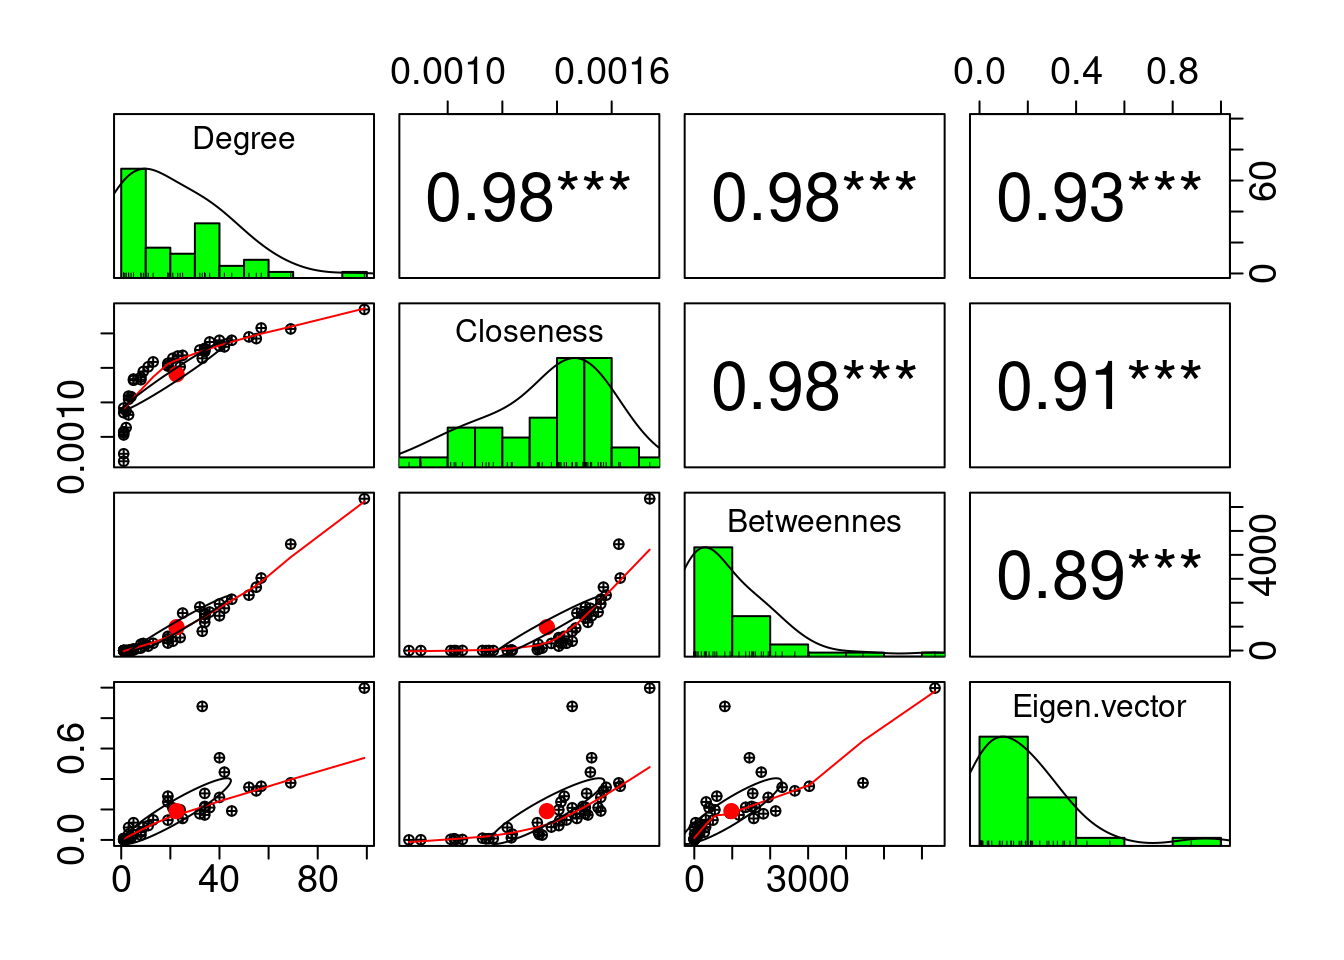 0.0010 0.0016 0.0 0.4 0.8
Degree 0.98*** 0.98*** 0.93*** 0 60
0.0010 Closeness 0.98*** 0.91***
Betweennes 0.89*** 0 4000
0.0 0.6 Eigen.vector
0 40 80 0 3000